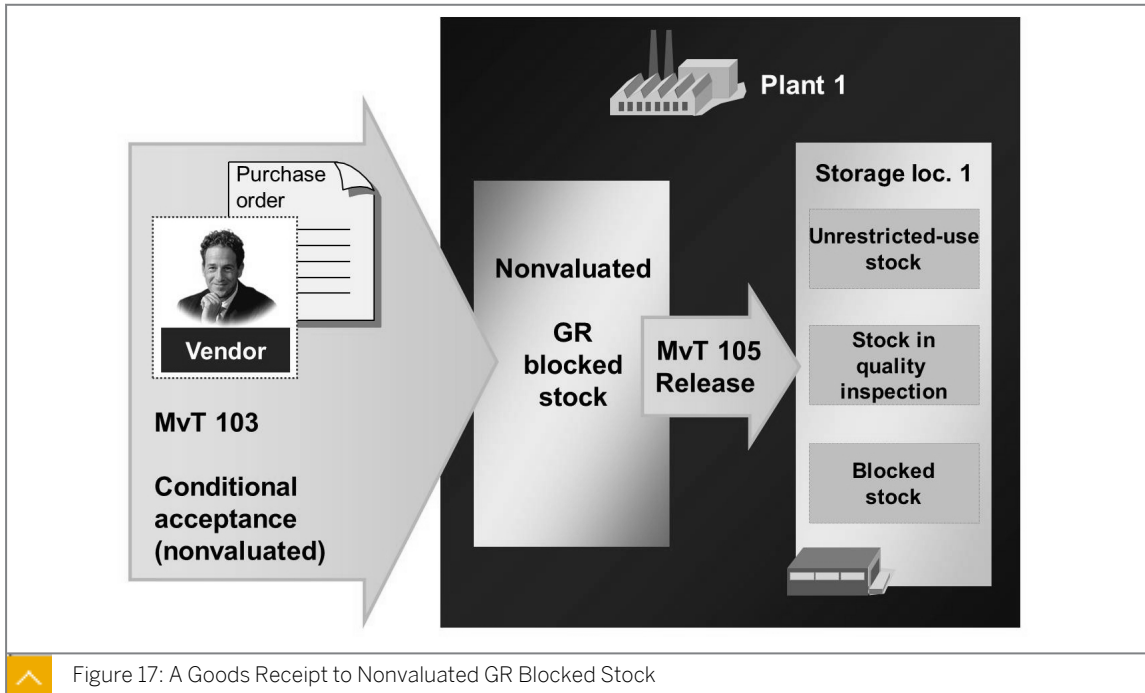 Plant 1
Purchase
order
Vendor
MvT 103
Conditional
acceptance
(nonvaluated)
Nonvaluated
GR
blocked
stock
MvT 105
Release
Storage loc. 1
Unrestricted-use
stock
Stock in
quality
inspection
Blocked
stock
Figure 17: A Goods Receipt to Nonvaluated GR Blocked Stock